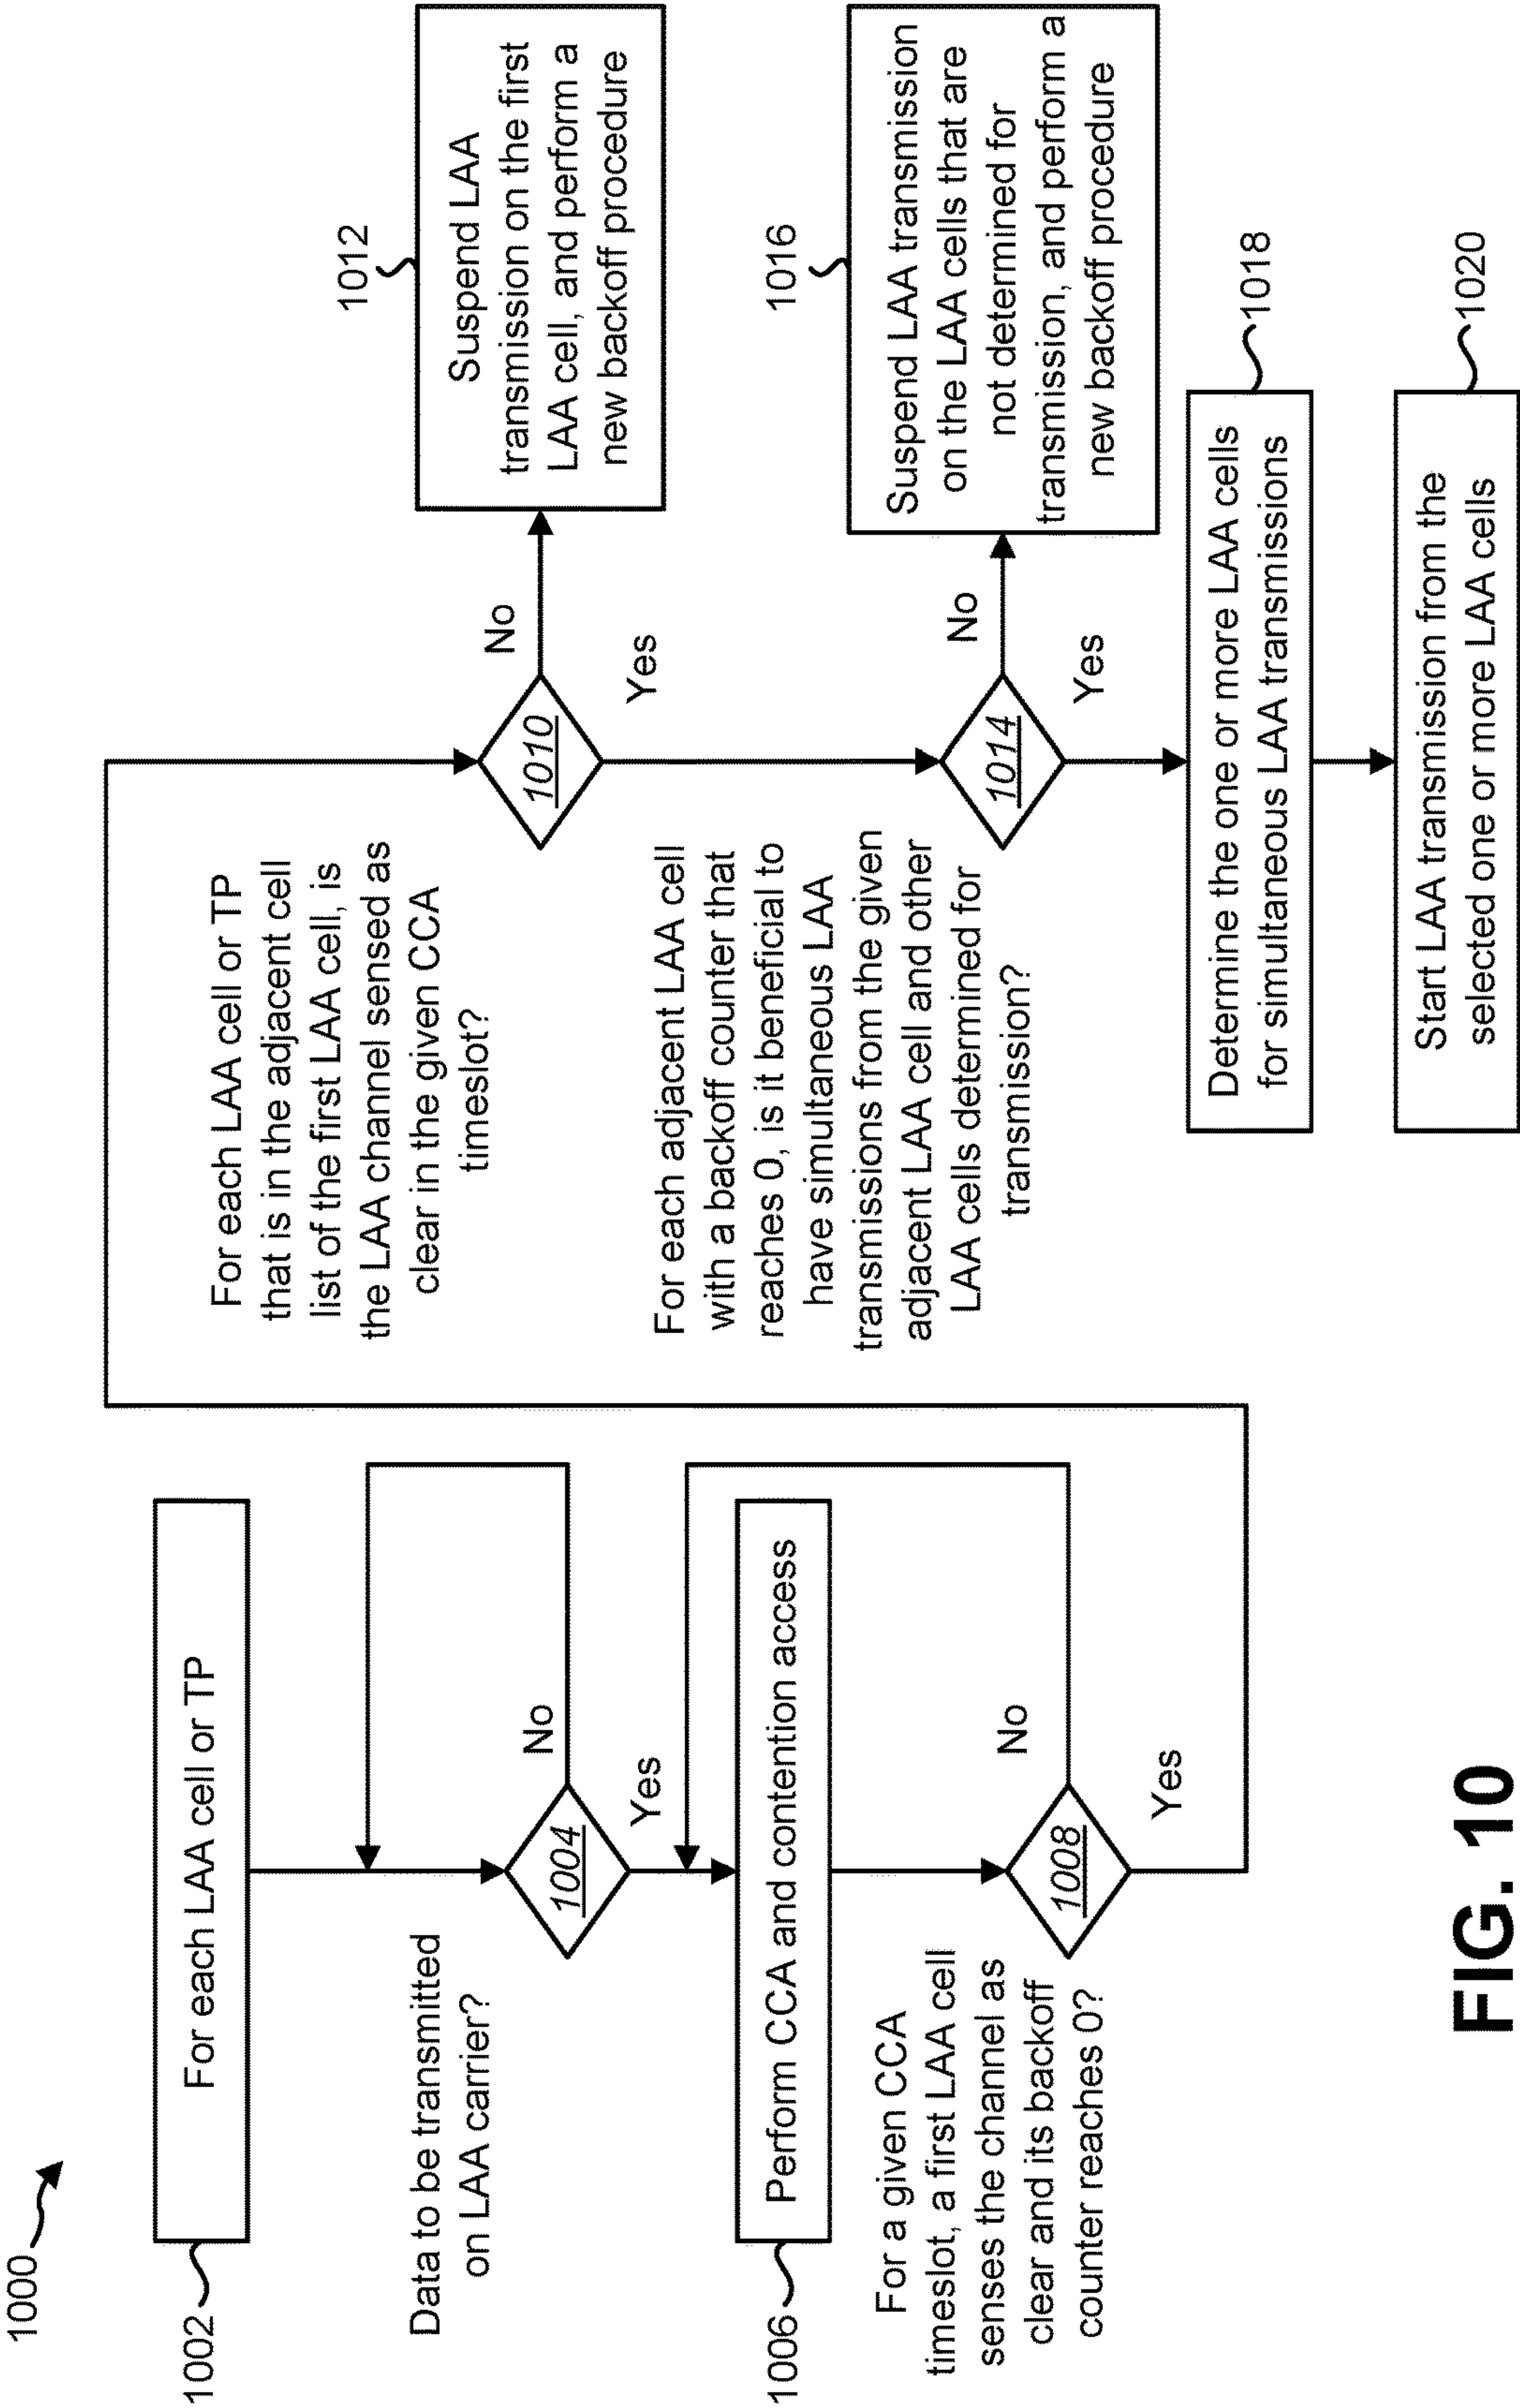 1000
1002
For each LAA cell or TP
Data to be transmitted
on LAA carrier?
1004
No
Yes
1006
Perform CCA and contention access
For a given CCA
timeslot, a first LAA cell
senses the channel as
clear and its backoff
counter reaches 0?
1008
No
Yes
For each LAA cell or TP
that is in the adjacent cell
list of the first LAA cell, is
the LAA channel sensed as
clear in the given CCA
timeslot?
1010
No
Yes
1012
Suspend LAA
transmission on the first
LAA cell, and perform a
new backoff procedure
For each adjacent LAA cell
with a backoff counter that
reaches 0, is it beneficial to
have simultaneous LAA
transmissions from the given
adjacent LAA cell and other
LAA cells determined for
transmission?
1014
No
Yes
1016
Suspend LAA transmission
on the LAA cells that are
not determined for
transmission, and perform a
new backoff procedure
Determine the one or more LAA cells
for simultaneous LAA transmissions
1018
Start LAA transmission from the
selected one or more LAA cells
1020
FIG. 10